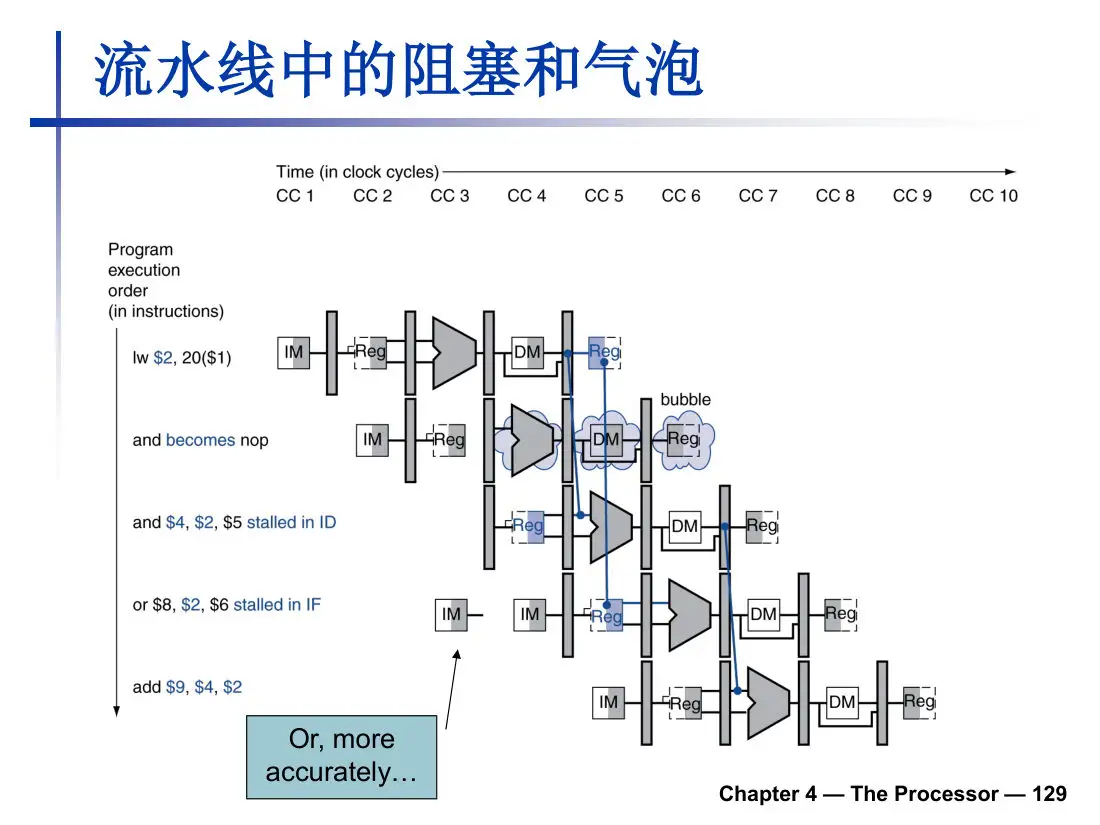 流水线中的阻塞和气泡
Time (in clock cycles)
CC 1 CC 2 CC 3 CC 4 CC 5 CC 6 CC 7 CC 8 CC 9 CC 10
Program
execution
order
(in instructions)
lw $2, 20($1)
IM Reg DM Reg
bubble
and becomes nop
IM Reg DM Reg
and $4, $2, $5 stalled in ID
Reg DM Reg
or $8, $2, $6 stalled in IF
IM IM Reg DM Reg
add $9, $4, $2
IM Reg DM Reg
Or, more
accurately…
Chapter 4 — The Processor — 129